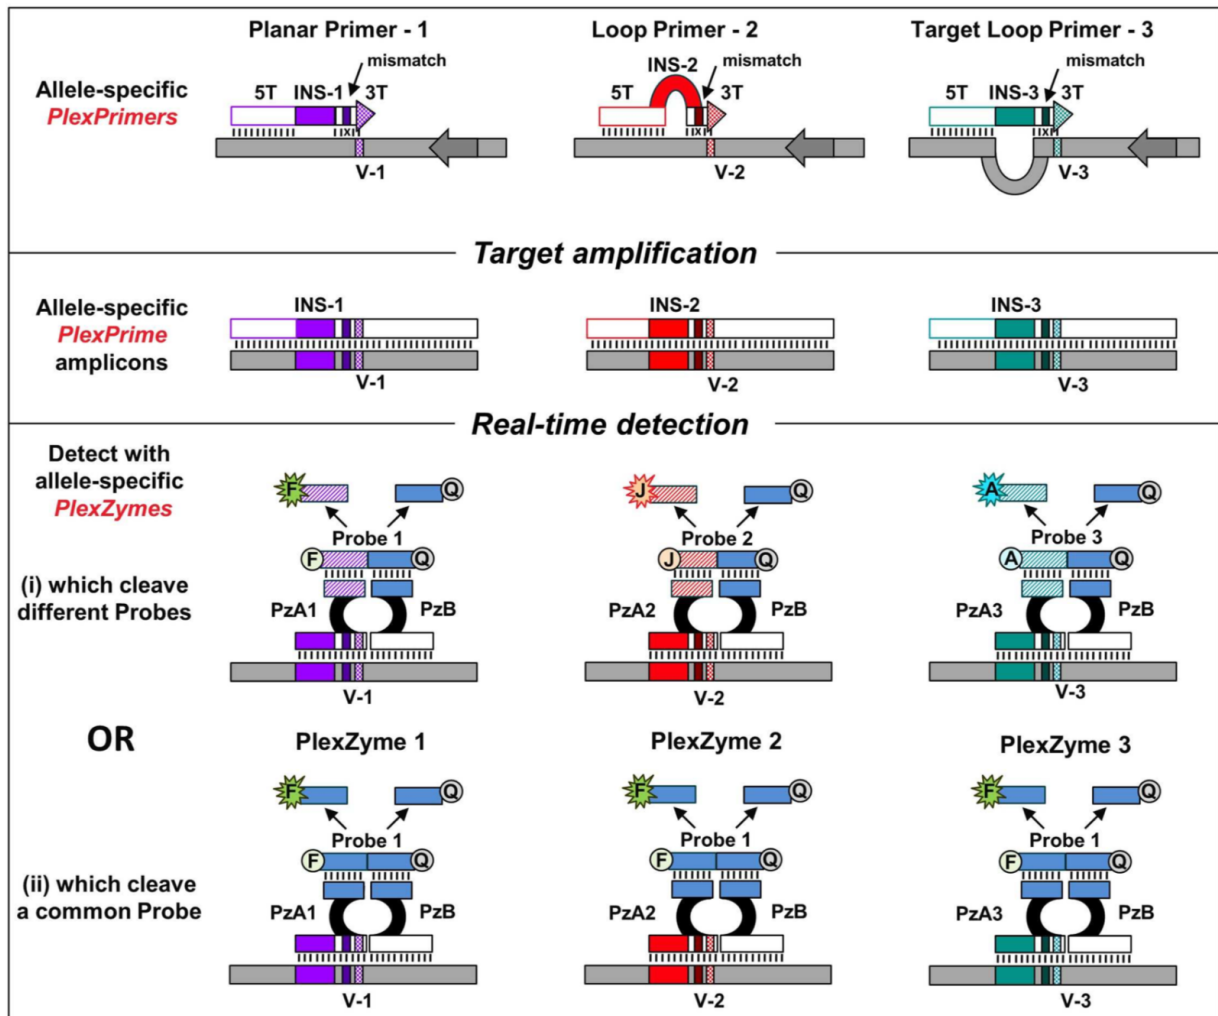 Planar Primer - 1
Loop Primer - 2
Target Loop Primer - 3
mismatch
mismatch
mismatch
Allele-specific
PlexPrimers
5T INS-1 3T
5T INS-2 3T
5T INS-3 3T
x
x
x
V-1
V-2
V-3
Target amplification
Allele-specific
PlexPrime
amplicons
INS-1
INS-2
INS-3
V-1
V-2
V-3
Real-time detection
Detect with
allele-specific
PlexZymes
F Q
J Q
A Q
Probe 1
Probe 2
Probe 3
F Q
J Q
A Q
(i) which cleave
different Probes
PzA1 PzB
PzA2 PzB
PzA3 PzB
V-1
V-2
V-3
OR
PlexZyme 1
PlexZyme 2
PlexZyme 3
F Q
F Q
F Q
Probe 1
Probe 1
Probe 1
F Q
F Q
F Q
(ii) which cleave
a common Probe
PzA1 PzB
PzA2 PzB
PzA3 PzB
V-1
V-2
V-3